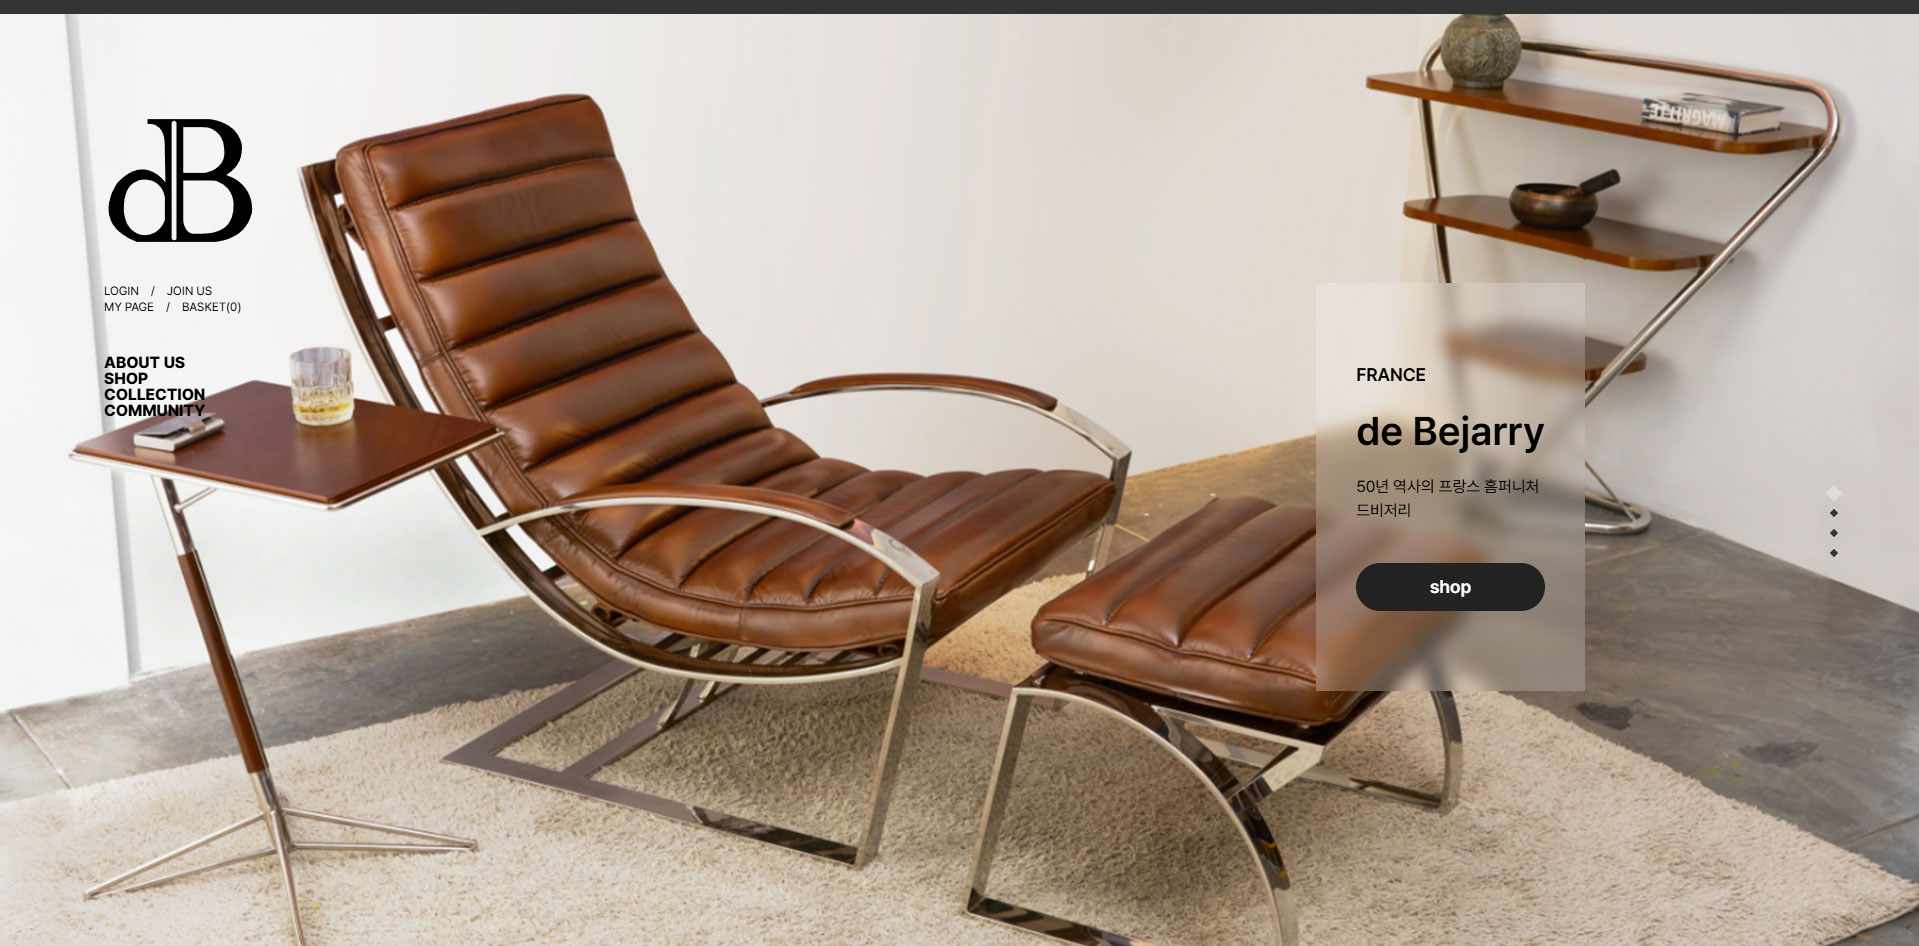 dB
LOGIN / JOIN US
MY PAGE / BASKET(0)
ABOUT US
SHOP
COLLECTION
COMMUNITY
MAGRITTE
FRANCE
de Bejarry
50년 역사의 프랑스 홈퍼니처
드비저리
shop